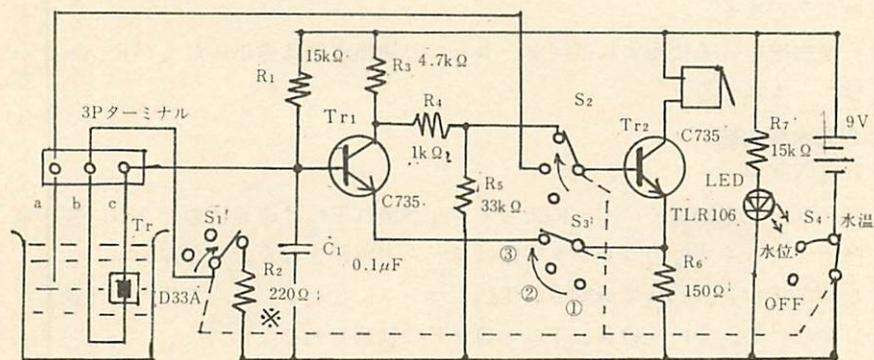 15kΩ
R₁
R₃ 4.7kΩ
R₄
1kΩ
S₂
3Pターミナル
Tr₁
Tr₂
C735
9V
R₇
15kΩ
LED
TLR106
a
b
c
Tr
S₁
C735
R₅
33kΩ
S₃
S₄
水温
水位
D33A
R₂
220Ω
※
C₁
0.1μF
③
②
①
R₆
150Ω
OFF